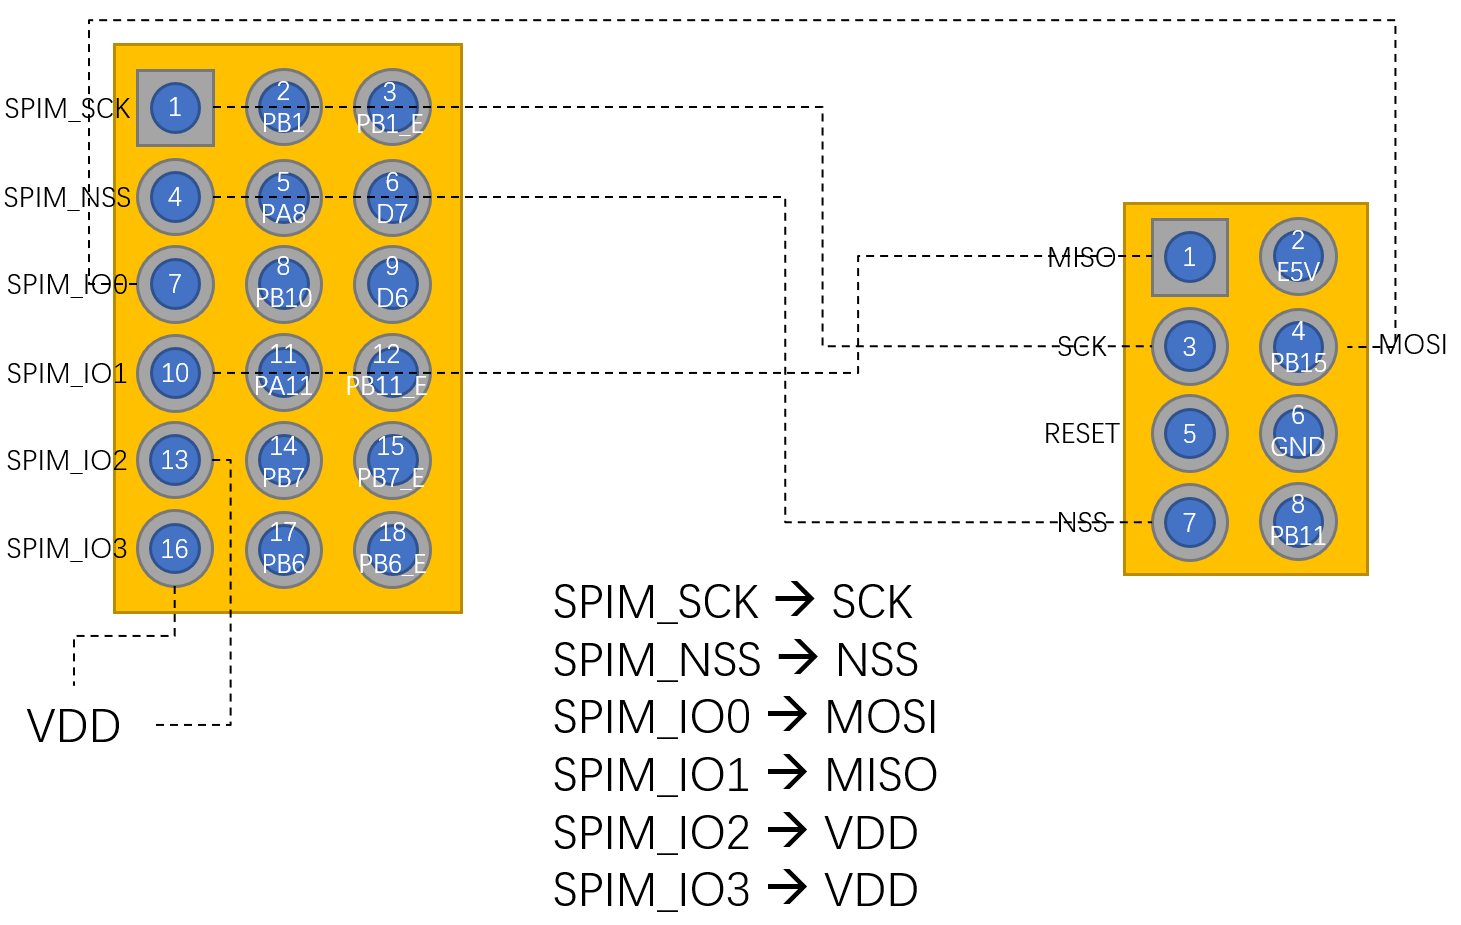 SPIM_SCK
1
2
PB1
3
PB1_E
SPIM_NSS
4
5
PA8
6
D7
SPIM_IO0
7
8
PB10
9
D6
SPIM_IO1
10
11
PA11
12
PB11_E
SPIM_IO2
13
14
PB7
15
PB7_E
SPIM_IO3
16
17
PB6
18
PB6_E
VDD
MISO
1
2
E5V
SCK
3
4
PB15
MOSI
RESET
5
6
GND
NSS
7
8
PB11
SPIM_SCK → SCK
SPIM_NSS → NSS
SPIM_IO0 → MOSI
SPIM_IO1 → MISO
SPIM_IO2 → VDD
SPIM_IO3 → VDD